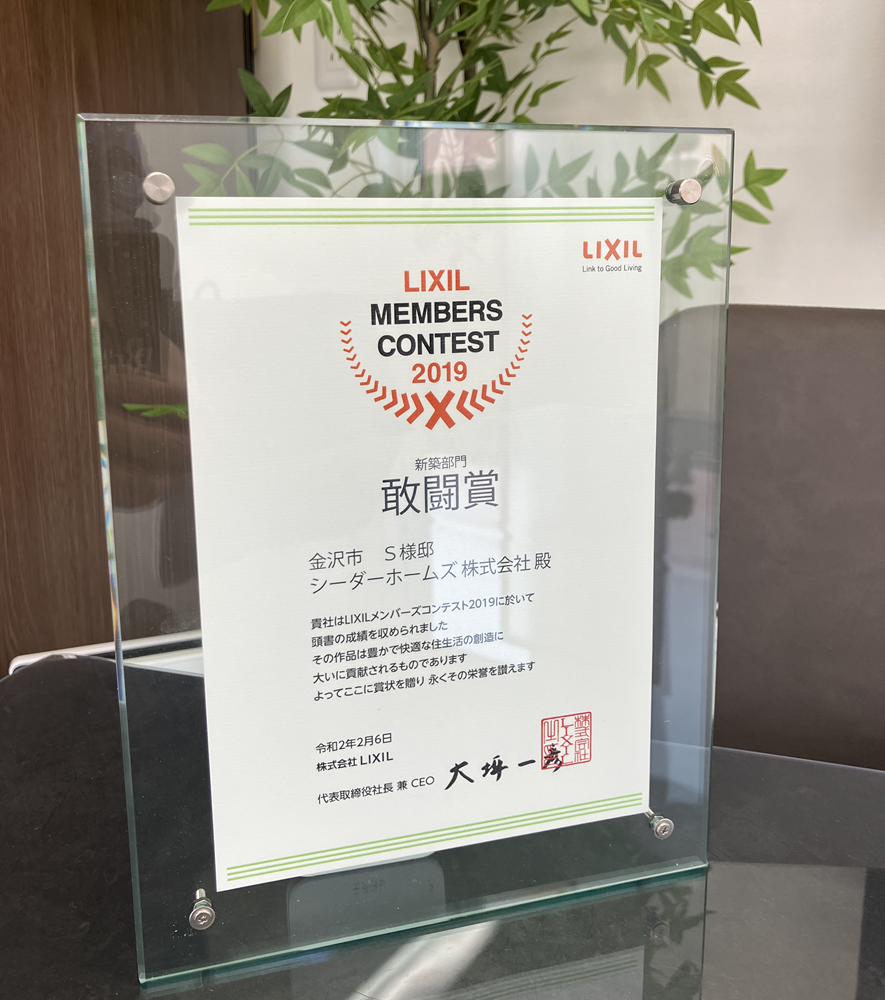 LIXIL
Link to Good Living
LIXIL
MEMBERS
CONTEST
2019
新築部門
敢闘賞
金沢市 S様邸
シーダーホームズ 株式会社 殿
貴社はLIXILメンバーズコンテスト2019に於いて
頭書の成績を収められました
その作品は豊かで快適な住生活の創造に
大いに貢献されるものであります
よってここに賞状を贈り 永くその栄誉を讃えます
令和2年2月6日
株式会社 LIXIL
代表取締役社長 兼 CEO 大坪一彦